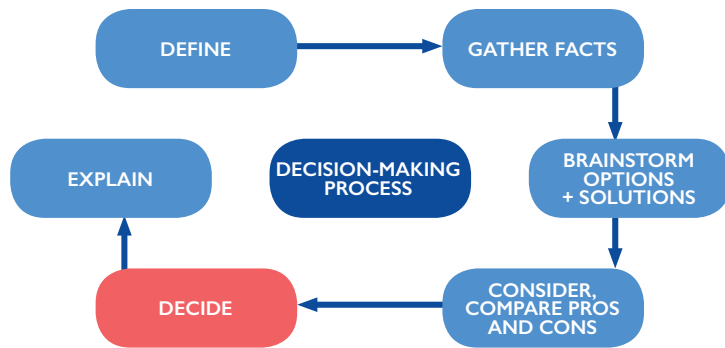 DEFINE
GATHER FACTS
BRAINSTORM
OPTIONS
+ SOLUTIONS
CONSIDER,
COMPARE PROS
AND CONS
DECIDE
EXPLAIN
DECISION-MAKING
PROCESS